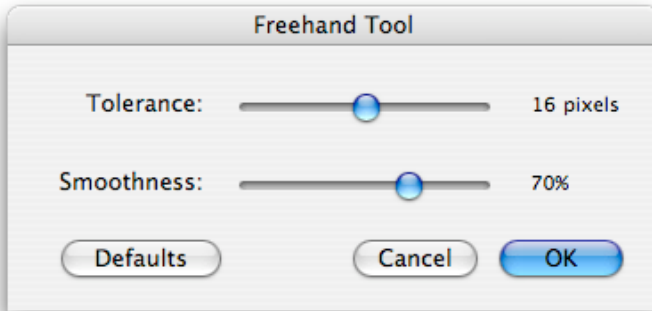 Freehand Tool
Tolerance: 16 pixels
Smoothness: 70%
Defaults Cancel OK